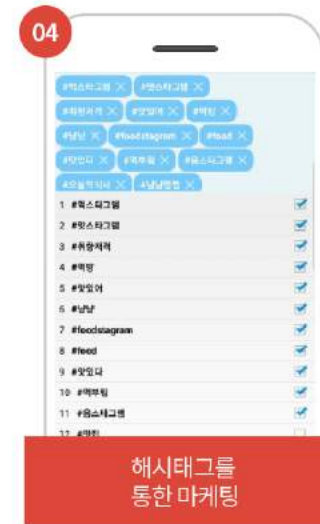 04
#먹스타그램 × #맛스타그램 ×
#취향저격 × #맛있어 × #먹방 ×
#냠냠 × #foodstagram × #food ×
#맛있다 × #먹부림 × #음스타그램 ×
1 #먹스타그램
2 #맛스타그램
3 #취향저격
4 #먹방
5 #맛있어
6 #냠냠
7 #foodstagram
8 #food
9 #맛있다
10 #먹부림
11 #음스타그램
해시태그를
통한 마케팅